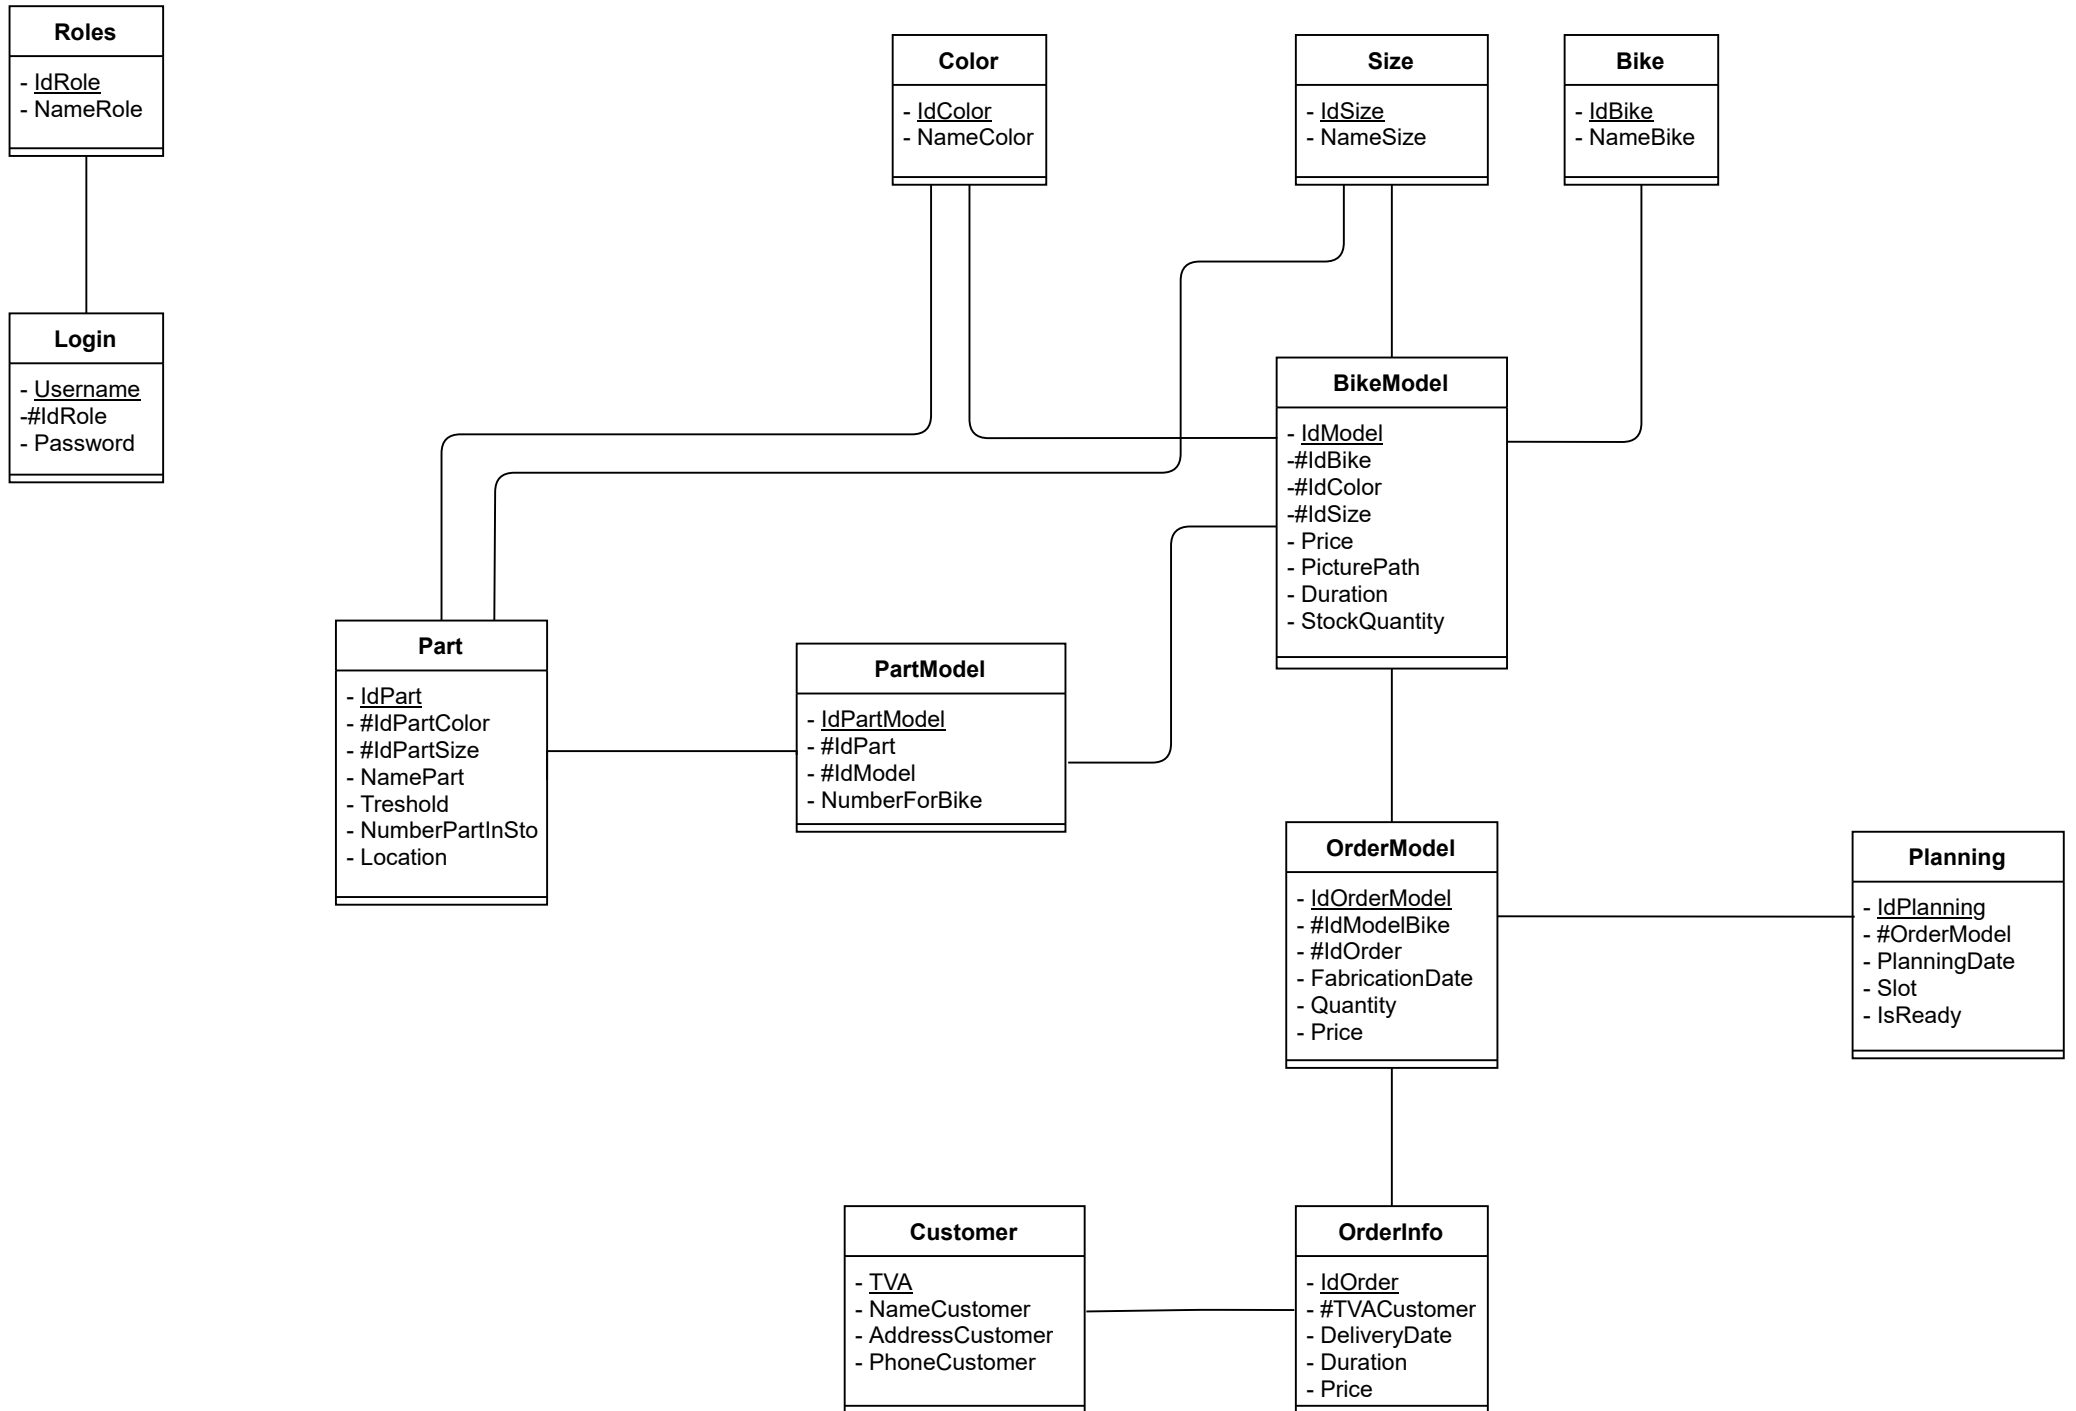 Roles
- IdRole
- NameRole
Color
- IdColor
- NameColor
Size
- IdSize
- NameSize
Bike
- IdBike
- NameBike
Login
- Username
-#IdRole
- Password
BikeModel
- IdModel
-#IdBike
-#IdColor
-#IdSize
- Price
- PicturePath
- Duration
- StockQuantity
Part
- IdPart
- #IdPartColor
- #IdPartSize
- NamePart
- Treshold
- NumberPartInSto
- Location
PartModel
- IdPartModel
- #IdPart
- #IdModel
- NumberForBike
OrderModel
- IdOrderModel
- #IdModelBike
- #IdOrder
- FabricationDate
- Quantity
- Price
Planning
- IdPlanning
- #OrderModel
- PlanningDate
- Slot
- IsReady
Customer
- TVA
- NameCustomer
- AddressCustomer
- PhoneCustomer
OrderInfo
- IdOrder
- #TVACustomer
- DeliveryDate
- Duration
- Price